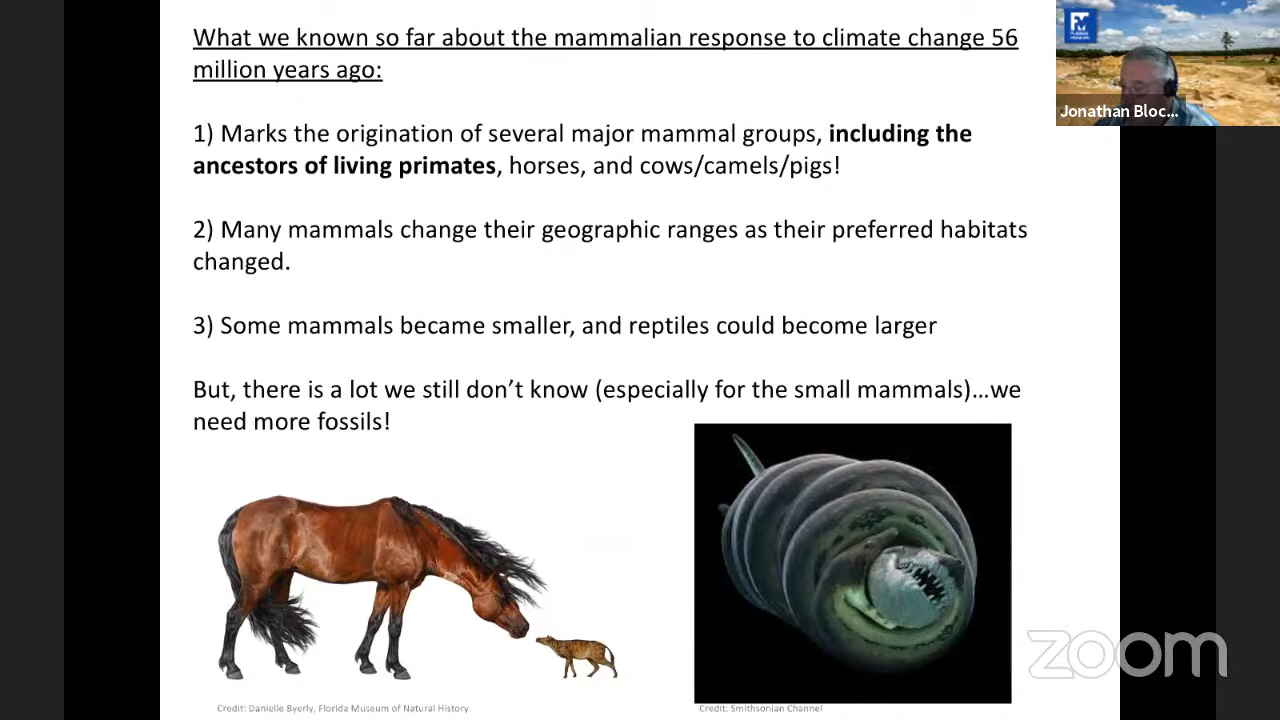 What we known so far about the mammalian response to climate change 56
million years ago:
1) Marks the origination of several major mammal groups, including the
ancestors of living primates, horses, and cows/camels/pigs!
2) Many mammals change their geographic ranges as their preferred habitats
changed.
3) Some mammals became smaller, and reptiles could become larger
But, there is a lot we still don’t know (especially for the small mammals)…we
need more fossils!
Credit: Danielle Byerly, Florida Museum of Natural History
Credit: Smithsonian Channel
Jonathan Bloc...
zoom